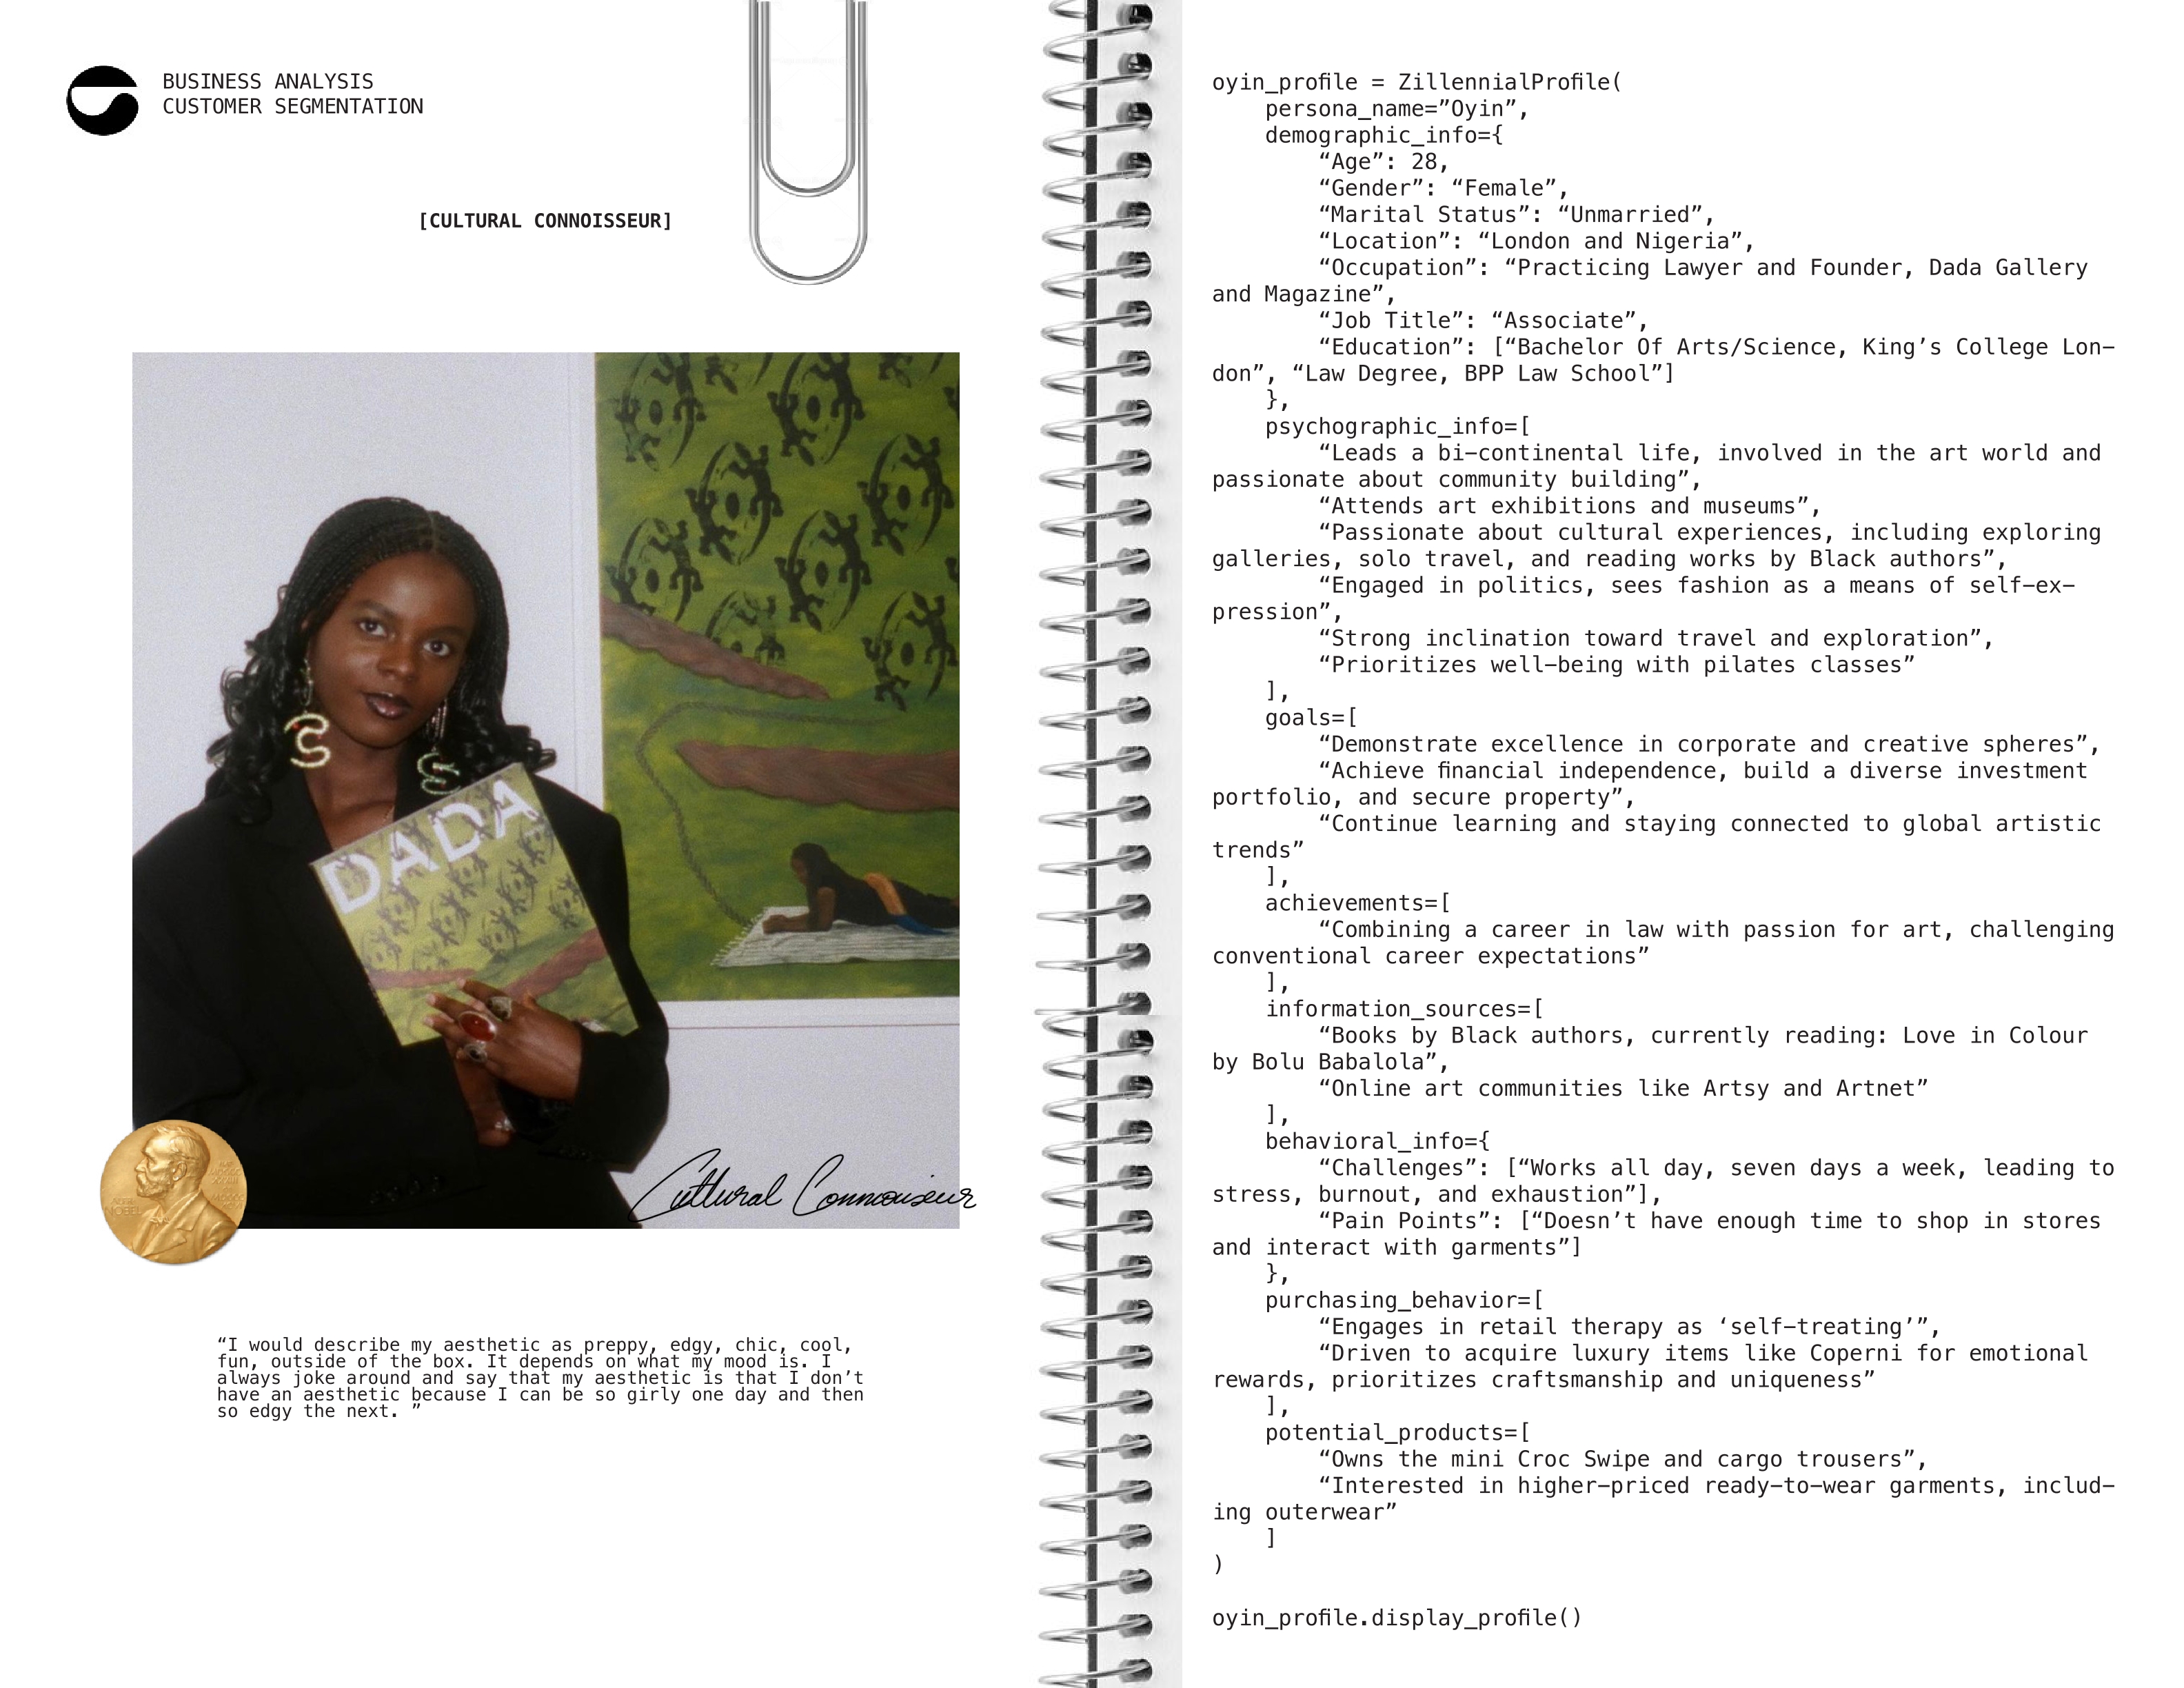 BUSINESS ANALYSIS
CUSTOMER SEGMENTATION
[CULTURAL CONNOISSEUR]
DADA
Cultural Connoiseur
“I would describe my aesthetic as preppy, edgy, chic, cool,
fun, outside of the box. It depends on what my mood is. I
always joke around and say that my aesthetic is that I don’t
have an aesthetic because I can be so girly one day and then
so edgy the next. ”
oyin_profile = ZillennialProfile(
persona_name=”Oyin”,
demographic_info={
“Age”: 28,
“Gender”: “Female”,
“Marital Status”: “Unmarried”,
“Location”: “London and Nigeria”,
“Occupation”: “Practicing Lawyer and Founder, Dada Gallery
and Magazine”,
“Job Title”: “Associate”,
“Education”: [“Bachelor Of Arts/Science, King’s College Lon-
don”, “Law Degree, BPP Law School”]
},
psychographic_info=[
“Leads a bi-continental life, involved in the art world and
passionate about community building”,
“Attends art exhibitions and museums”,
“Passionate about cultural experiences, including exploring
galleries, solo travel, and reading works by Black authors”,
“Engaged in politics, sees fashion as a means of self-ex-
pression”,
“Strong inclination toward travel and exploration”,
“Prioritizes well-being with pilates classes”
],
goals=[
“Demonstrate excellence in corporate and creative spheres”,
“Achieve financial independence, build a diverse investment
portfolio, and secure property”,
“Continue learning and staying connected to global artistic
trends”
],
achievements=[
“Combining a career in law with passion for art, challenging
conventional career expectations”
],
information_sources=[
“Books by Black authors, currently reading: Love in Colour
by Bolu Babalola”,
“Online art communities like Artsy and Artnet”
],
behavioral_info={
“Challenges”: [“Works all day, seven days a week, leading to
stress, burnout, and exhaustion”],
“Pain Points”: [“Doesn’t have enough time to shop in stores
and interact with garments”]
},
purchasing_behavior=[
“Engages in retail therapy as ‘self-treating’”,
“Driven to acquire luxury items like Coperni for emotional
rewards, prioritizes craftsmanship and uniqueness”
],
potential_products=[
“Owns the mini Croc Swipe and cargo trousers”,
“Interested in higher-priced ready-to-wear garments, includ-
ing outerwear”
]
)
oyin_profile.display_profile()